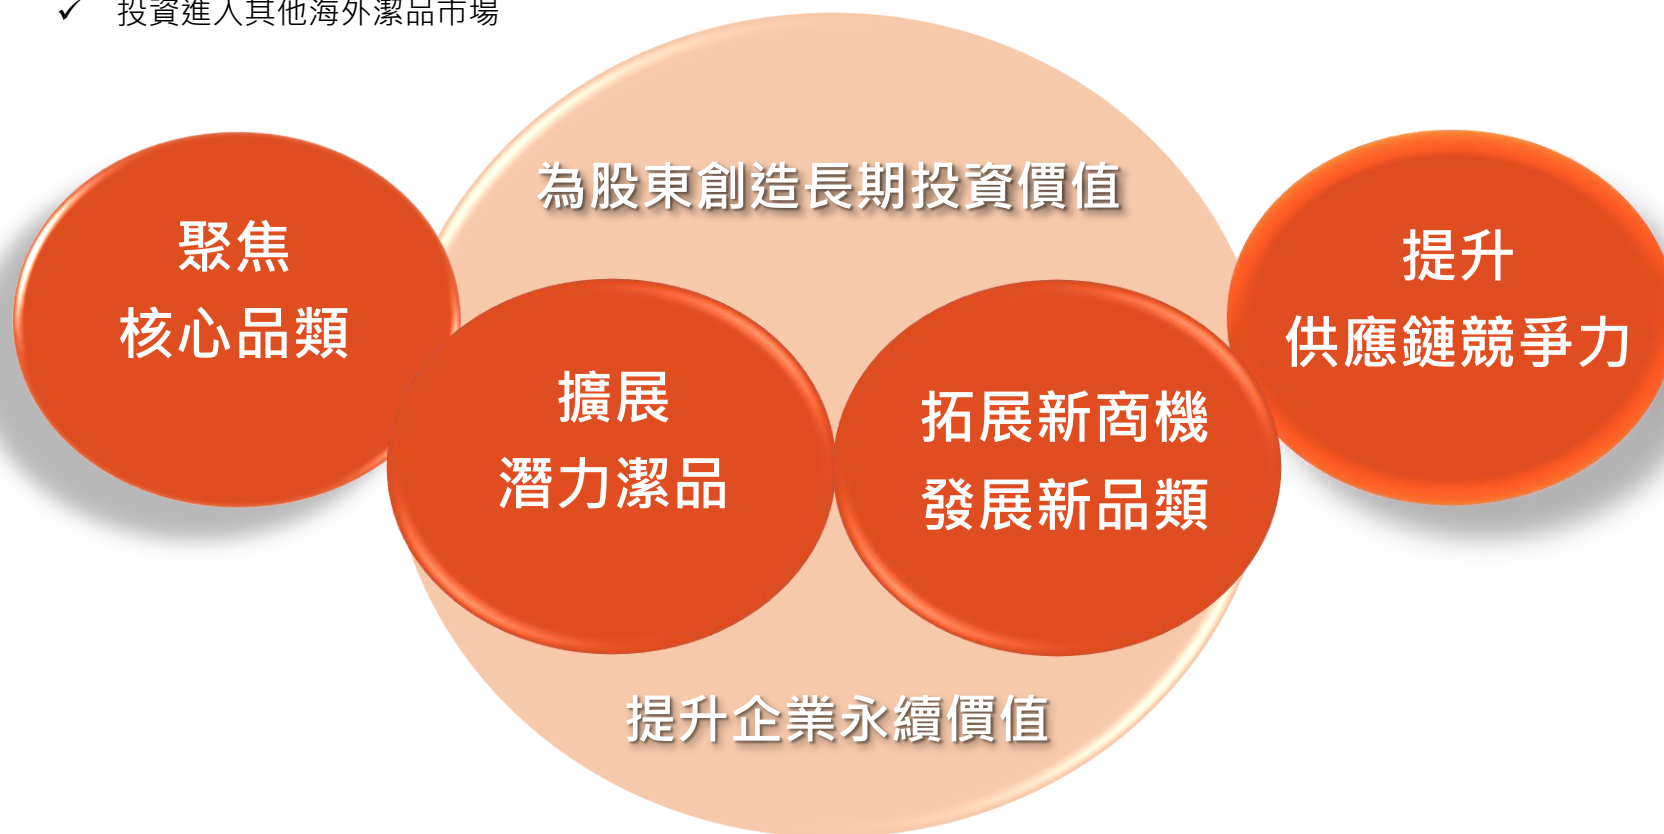 ✓ 投資進入其他海外潔品市場
為股東創造長期投資價值
聚焦
核心品類
擴展
潛力潔品
拓展新商機
發展新品類
提升
供應鏈競爭力
提升企業永續價值